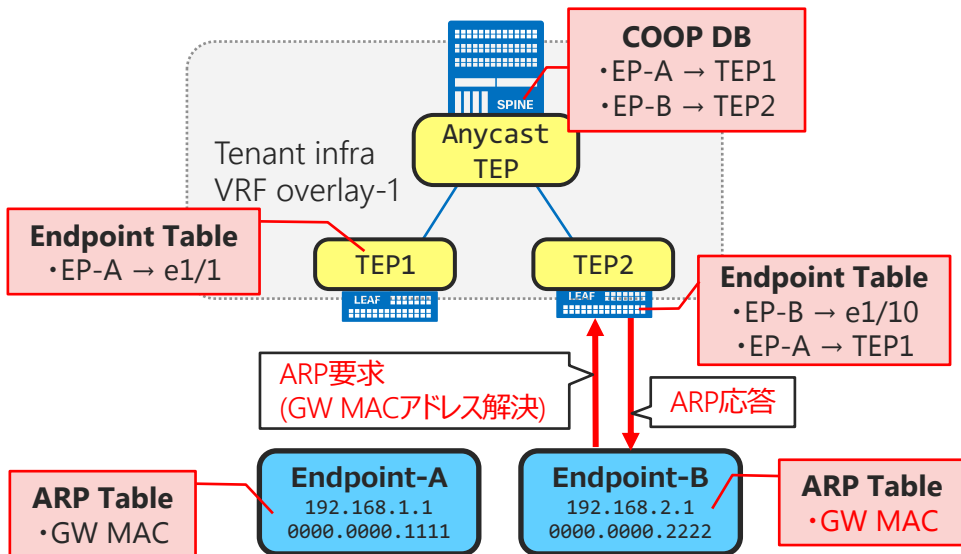 COOP DB
・EP-A → TEP1
・EP-B → TEP2
SPINE
Anycast
TEP
Tenant infra
VRF overlay-1
Endpoint Table
・EP-A → e1/1
TEP1
TEP2
LEAF
LEAF
Endpoint Table
・EP-B → e1/10
・EP-A → TEP1
ARP要求
(GW MACアドレス解決)
ARP応答
ARP Table
・GW MAC
Endpoint-A
192.168.1.1
0000.0000.1111
Endpoint-B
192.168.2.1
0000.0000.2222
ARP Table
・GW MAC